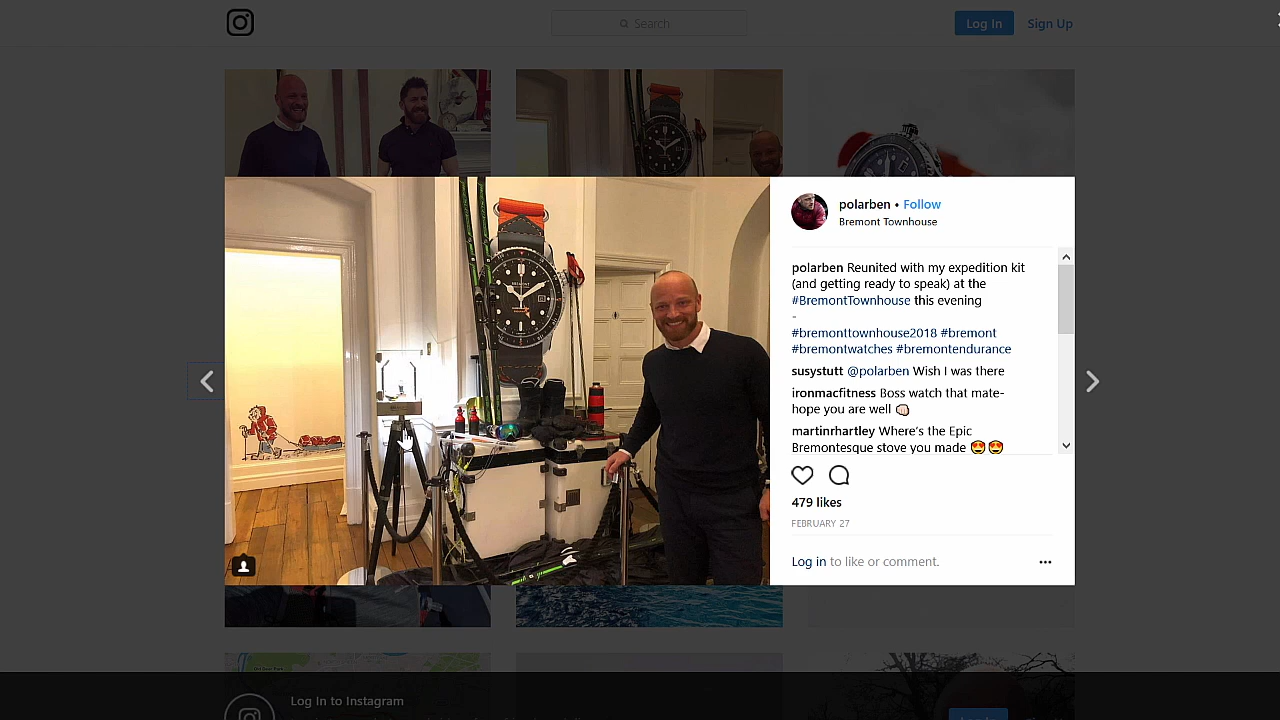 Search
Log In
Sign Up
polarben • Follow
Bremont Townhouse
polarben Reunited with my expedition kit
(and getting ready to speak) at the
#BremontTownhouse this evening
-
#bremonttownhouse2018 #bremont
#bremontwatches #bremontendurance
susystutt @polarben Wish I was there
ironmacfitness Boss watch that mate-
hope you are well 👊🏻
martinrhartley Where's the Epic
Bremontesque stove you made 😍😍
479 likes
FEBRUARY 27
Log in to like or comment.
BREMONT
Log In to Instagram
Log In